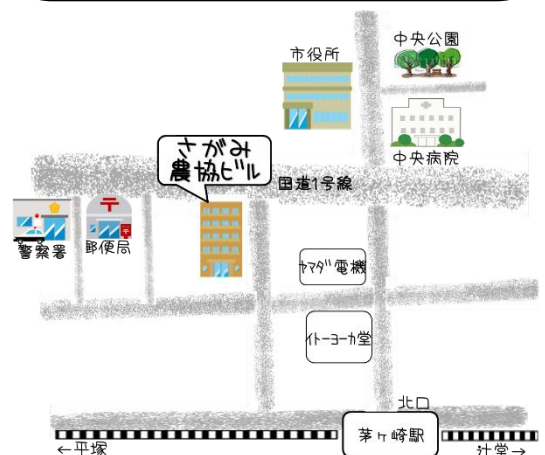 中央公園
市役所
中央病院
さがみ
農協ビル
国道1号線
警察署
郵便局
ヤマダ電機
イトーヨーカ堂
北口
茅ヶ崎駅
←平塚
辻堂→